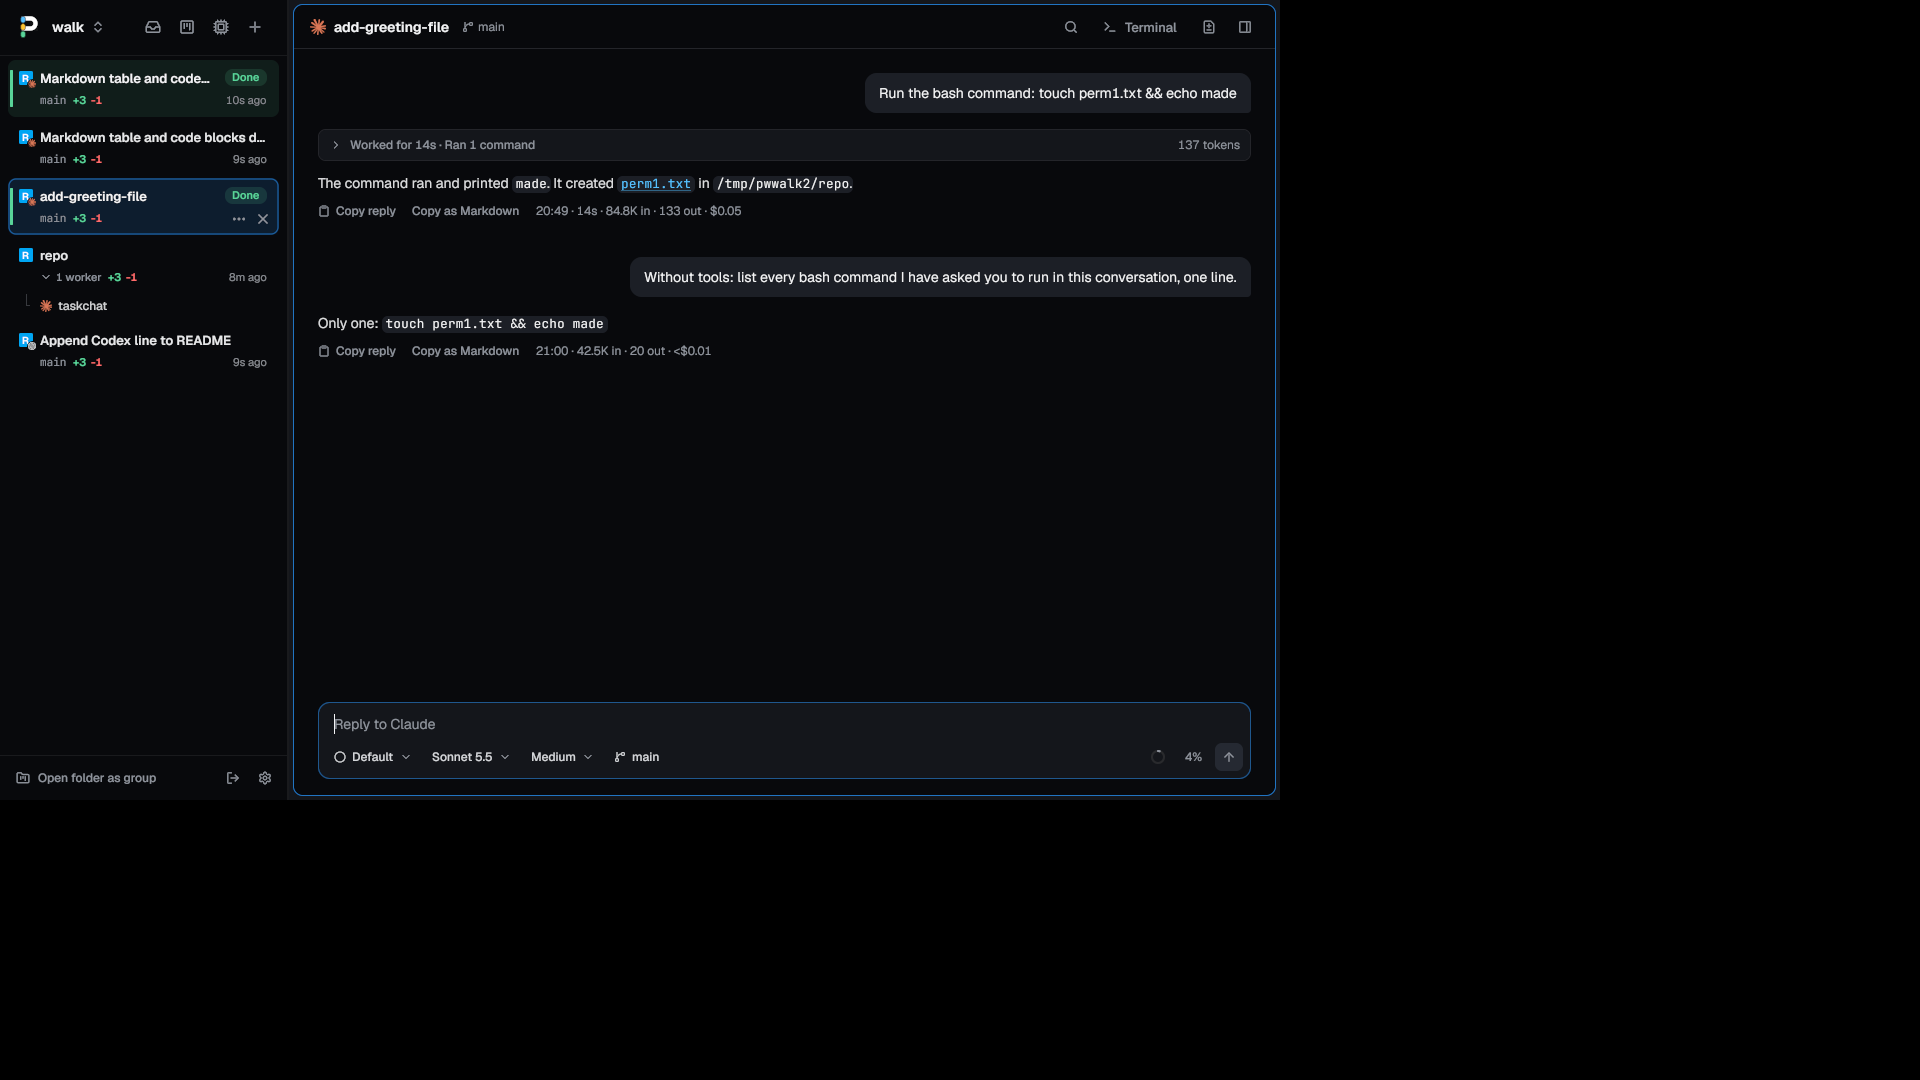 walk
Markdown table and code... Done
main +3 -1 10s ago
Markdown table and code blocks d...
main +3 -1 9s ago
add-greeting-file Done
main +3 -1
repo
1 worker +3 -1 8m ago
taskchat
Append Codex line to README
main +3 -1 9s ago
Open folder as group
add-greeting-file main
Terminal
Run the bash command: touch perm1.txt && echo made
Worked for 14s · Ran 1 command 137 tokens
The command ran and printed made. It created perm1.txt in /tmp/pwwalk2/repo.
Copy reply Copy as Markdown 20:49 · 14s · 84.8K in · 133 out · $0.05
Without tools: list every bash command I have asked you to run in this conversation, one line.
Only one: touch perm1.txt && echo made
Copy reply Copy as Markdown 21:00 · 42.5K in · 20 out · <$0.01
Reply to Claude
Default Sonnet 5.5 Medium main 4%